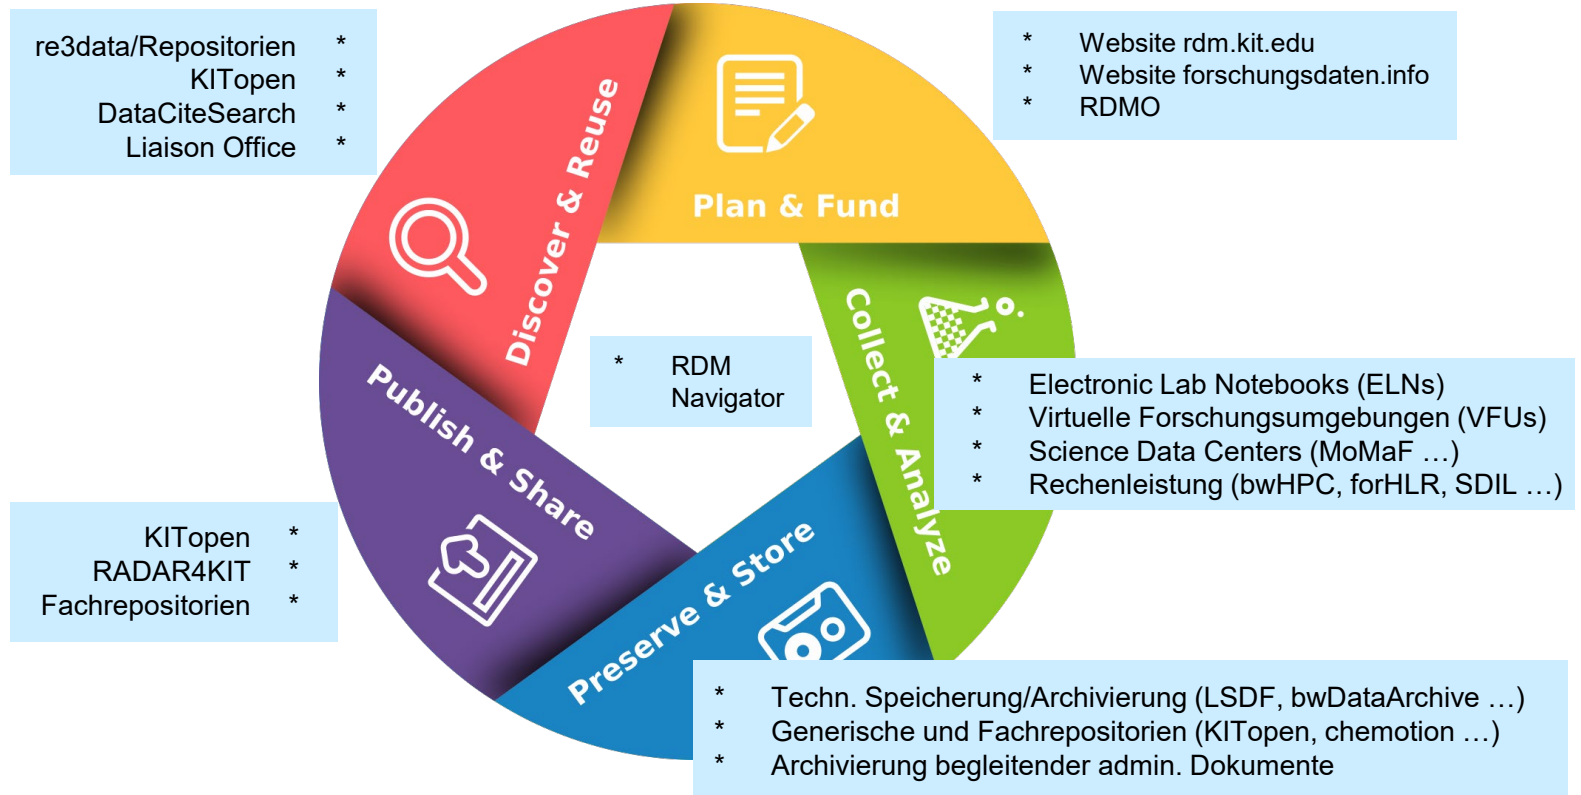 re3data/Repositorien *
KITopen *
DataCiteSearch *
Liaison Office *
* Website rdm.kit.edu
* Website forschungsdaten.info
* RDMO
Plan & Fund
Discover & Reuse
Collect & Analyze
* RDM
Navigator
* Electronic Lab Notebooks (ELNs)
* Virtuelle Forschungsumgebungen (VFUs)
* Science Data Centers (MoMaF …)
* Rechenleistung (bwHPC, forHLR, SDIL …)
Publish & Share
KITopen *
RADAR4KIT *
Fachrepositorien *
Preserve & Store
* Techn. Speicherung/Archivierung (LSDF, bwDataArchive …)
* Generische und Fachrepositorien (KITopen, chemotion …)
* Archivierung begleitender admin. Dokumente